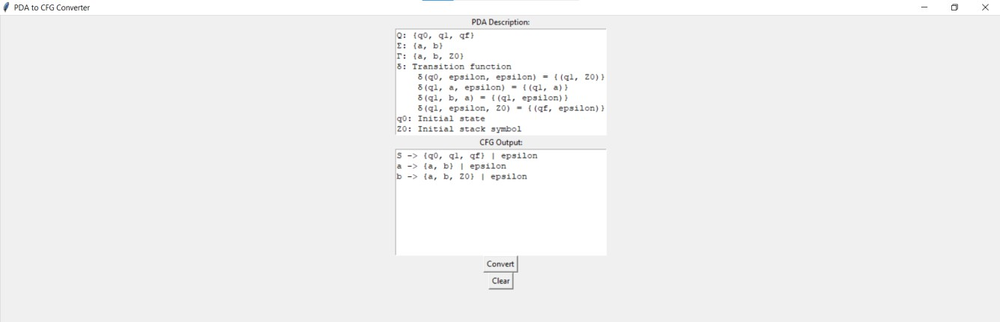 PDA to CFG Converter
PDA Description:
Q: {q0, q1, qf}
Σ: {a, b}
Γ: {a, b, Z0}
δ: Transition function
    δ(q0, epsilon, epsilon) = {(q1, Z0)}
    δ(q1, a, epsilon) = {(q1, a)}
    δ(q1, b, a) = {(q1, epsilon)}
    δ(q1, epsilon, Z0) = {(qf, epsilon)}
q0: Initial state
Z0: Initial stack symbol
CFG Output:
S -> {q0, q1, qf} | epsilon
a -> {a, b} | epsilon
b -> {a, b, Z0} | epsilon
Convert
Clear